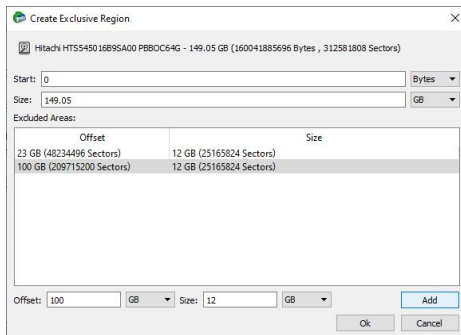 Create Exclusive Region
Hitachi HTS545016B9SA00 PBBOC64G - 149.05 GB (160041885696 Bytes , 312581808 Sectors)
Start: 0 Bytes
Size: 149.05 GB
Excluded Areas:
Offset Size
23 GB (48234496 Sectors) 12 GB (25165824 Sectors)
100 GB (209715200 Sectors) 12 GB (25165824 Sectors)
Offset: 100 GB Size: 12 GB Add
Ok Cancel